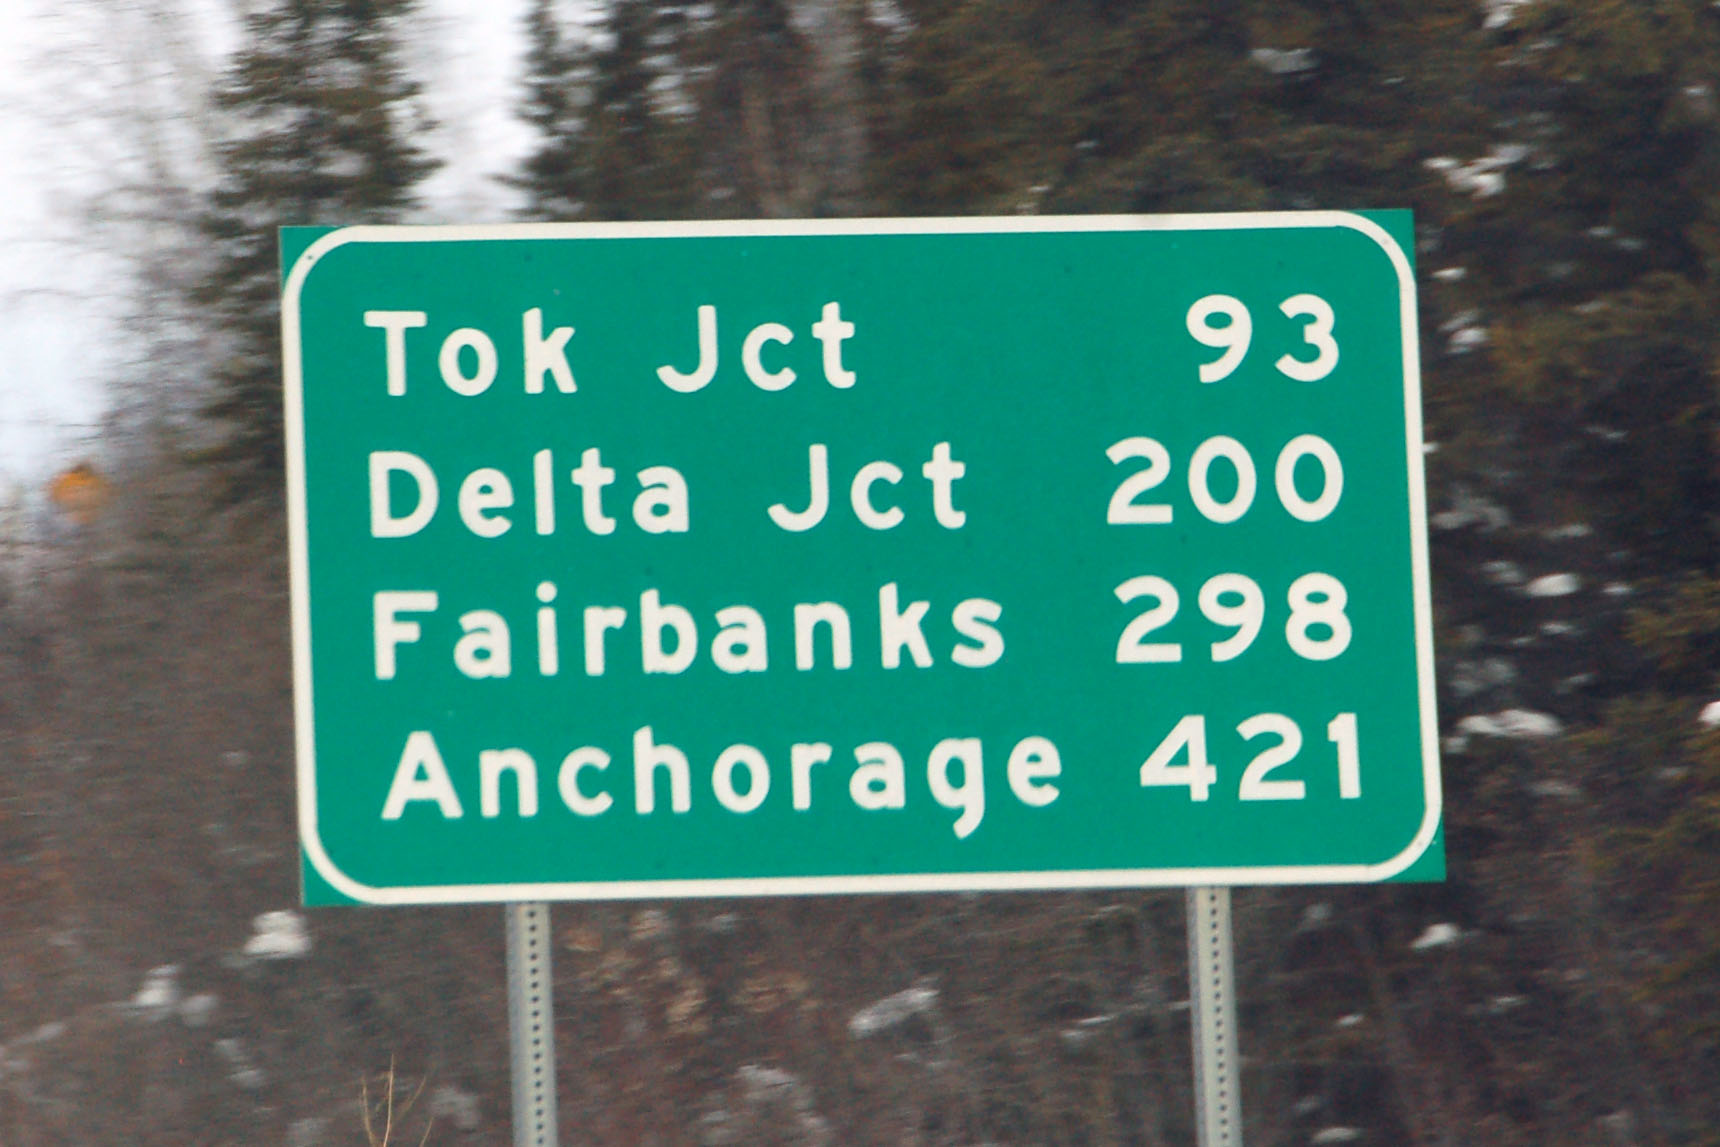 Tok Jct 93
Delta Jct 200
Fairbanks 298
Anchorage 421